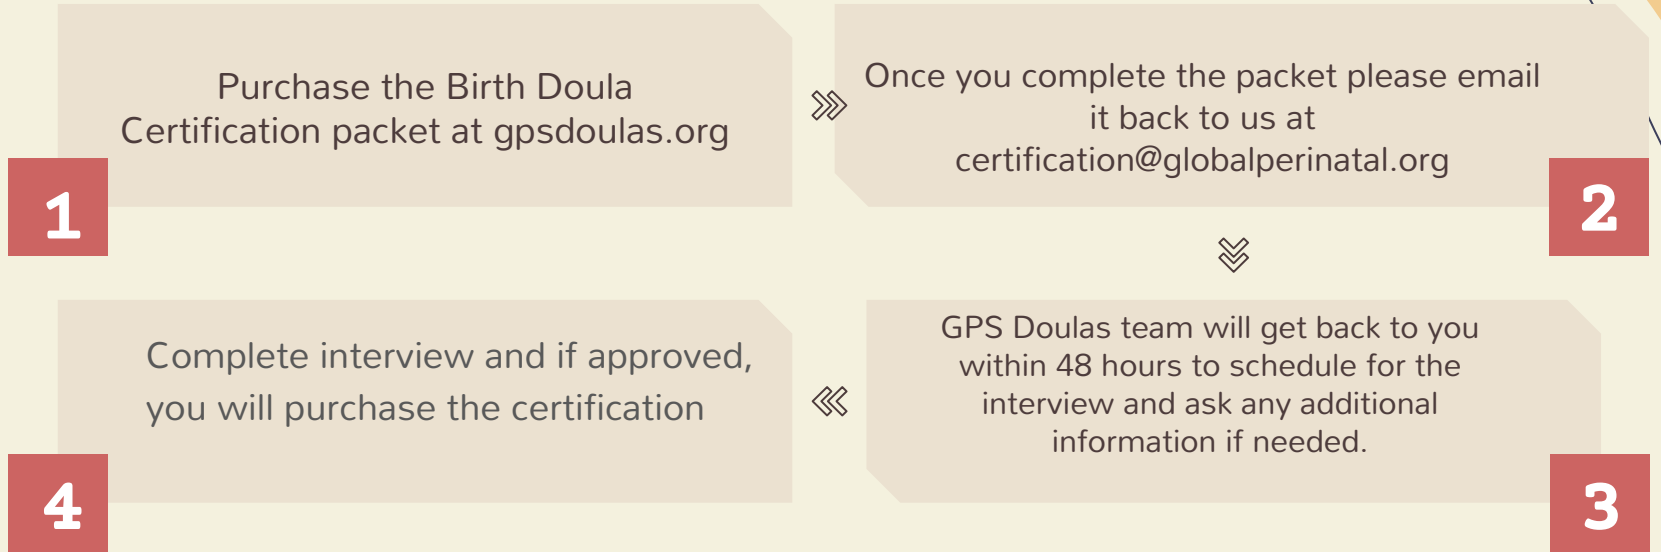 Purchase the Birth Doula
Certification packet at gpsdoulas.org
1
Once you complete the packet please email
it back to us at
certification@globalperinatal.org
2
GPS Doulas team will get back to you
within 48 hours to schedule for the
interview and ask any additional
information if needed.
3
Complete interview and if approved,
you will purchase the certification
4